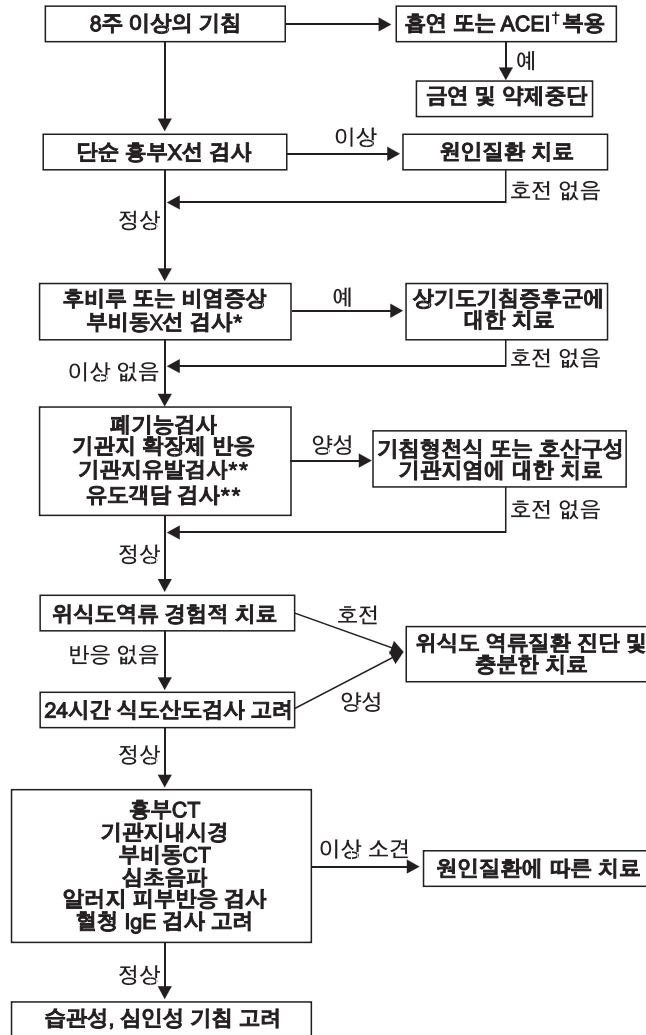 8주 이상의 기침
흡연 또는 ACEI† 복용
예
금연 및 약제중단
단순 흉부X선 검사
이상
원인질환 치료
호전 없음
정상
후비루 또는 비염증상
부비동X선 검사*
예
상기도기침증후군에
대한 치료
호전 없음
이상 없음
폐기능검사
기관지 확장제 반응
기관지유발검사**
유도객담 검사**
양성
기침형천식 또는 호산구성
기관지염에 대한 치료
호전 없음
정상
위식도역류 경험적 치료
호전
위식도 역류질환 진단 및
충분한 치료
반응 없음
24시간 식도산도검사 고려
양성
정상
흉부CT
기관지내시경
부비동CT
심초음파
알러지 피부반응 검사
혈청 IgE 검사 고려
이상 소견
원인질환에 따른 치료
정상
습관성, 심인성 기침 고려